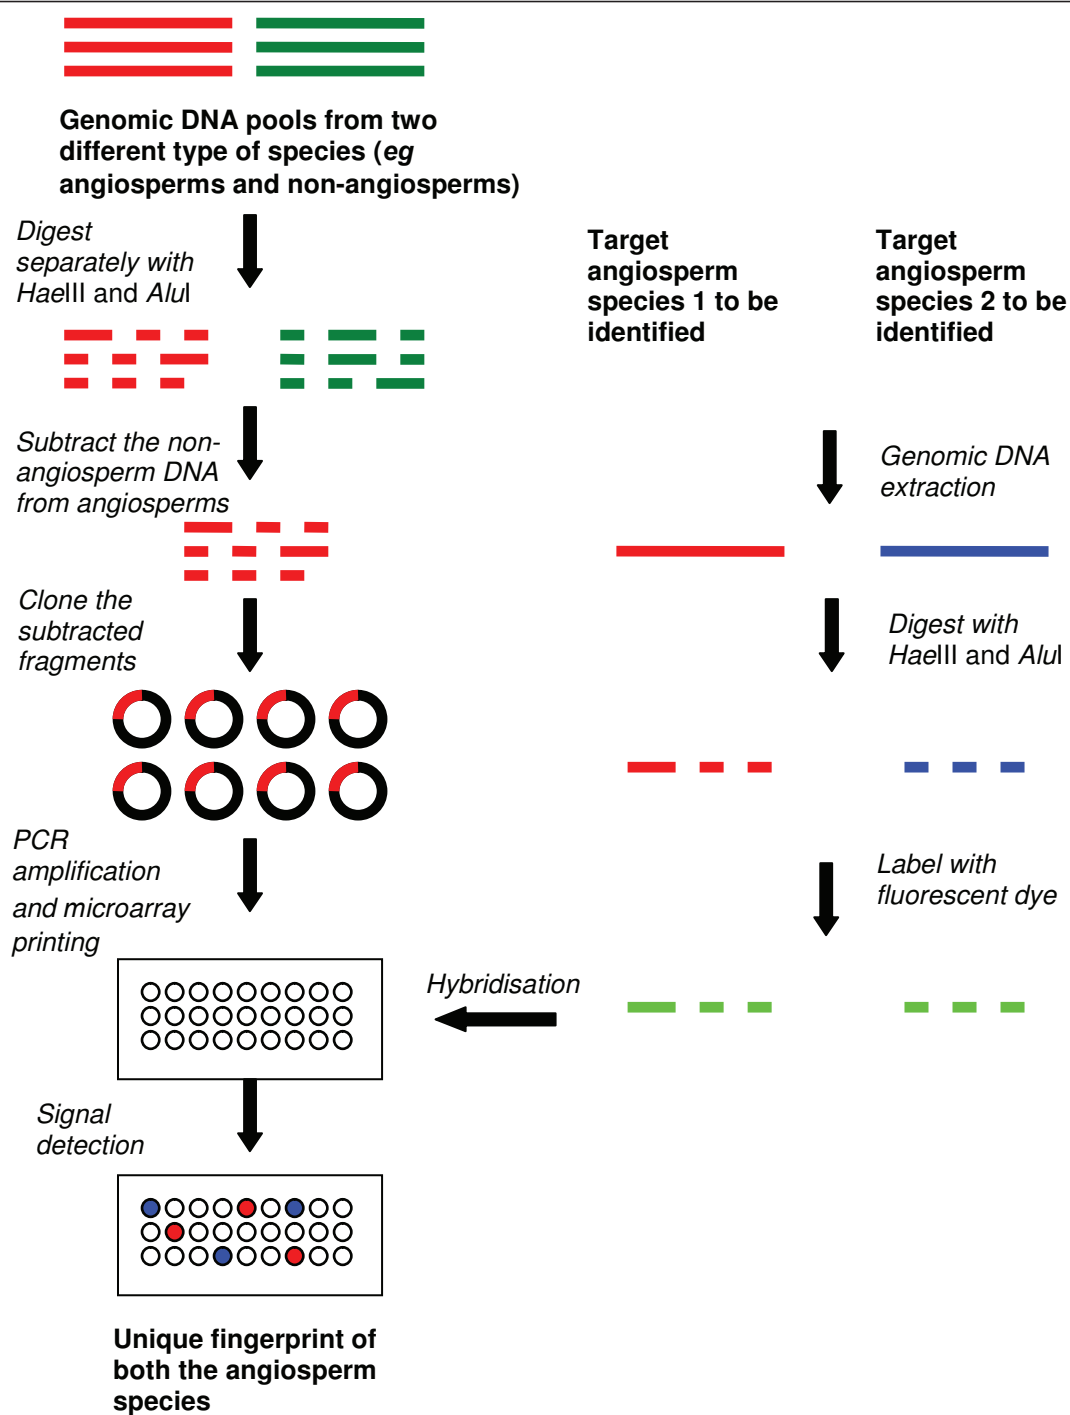 Genomic DNA pools from two
different type of species (eg
angiosperms and non-angiosperms)
Digest
separately with
HaeIII and AluI
Subtract the non-
angiosperm DNA
from angiosperms
Clone the
subtracted
fragments
PCR
amplification
and microarray
printing
Signal
detection
Unique fingerprint of
both the angiosperm
species
Target
angiosperm
species 1 to be
identified
Target
angiosperm
species 2 to be
identified
Genomic DNA
extraction
Digest with
HaeIII and AluI
Label with
fluorescent dye
Hybridisation